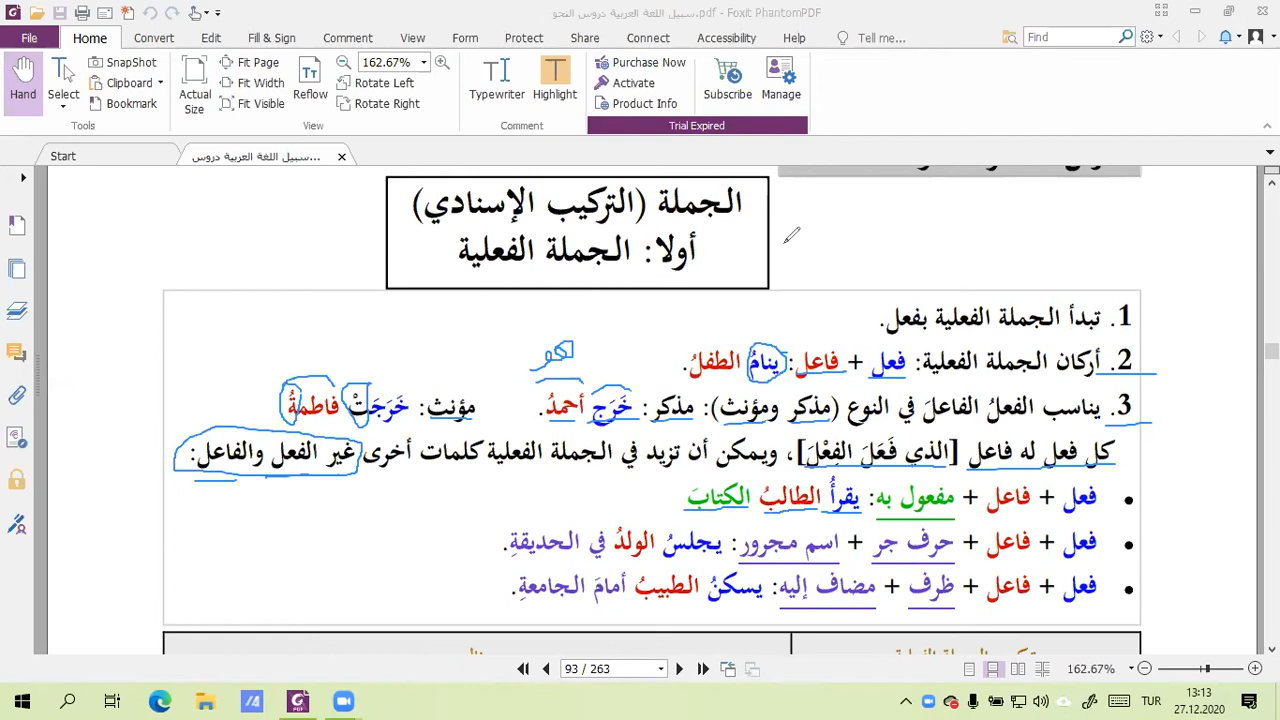 سبيل اللغة العربية دروس النحو.pdf - Foxit PhantomPDF
File Home Convert Edit Fill & Sign Comment View Form Protect Share Connect Accessibility Help Tell me... Find
SnapShot Fit Page 162.67% Purchase Now
Clipboard Fit Width Rotate Left Activate
Hand Select Bookmark Actual Size Fit Visible Reflow Rotate Right Typewriter Highlight Product Info Subscribe Manage
Tools View Comment Trial Expired
Start سبيل اللغة العربية دروس...
الجملة (التركيب الإسنادي)
أولا: الجملة الفعلية
1. تبدأ الجملة الفعلية بفعل.
2. أركان الجملة الفعلية: فعل + فاعل: ينامُ الطفلُ.
3. يناسب الفعلُ الفاعلَ في النوع (مذكر ومؤنث): مذكر: خَرَجَ أحمدُ. مؤنث: خَرَجَتْ فاطمةُ
كل فعل له فاعل [الذي فَعَلَ الفِعْلَ]، ويمكن أن تزيد في الجملة الفعلية كلمات أخرى غير الفعل والفاعل:
• فعل + فاعل + مفعول به: يقرأُ الطالبُ الكتابَ
• فعل + فاعل + حرف جر + اسم مجرور: يجلسُ الولدُ في الحديقةِ.
• فعل + فاعل + ظرف + مضاف إليه: يسكنُ الطبيبُ أمامَ الجامعةِ.
93 / 263 162.67%
TUR 13:13
27.12.2020